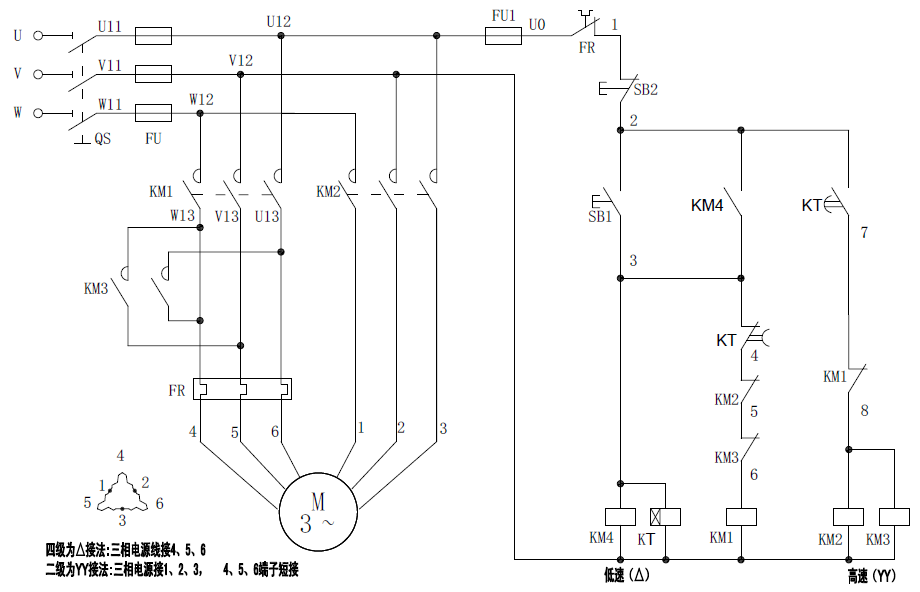 U12
FU1
U0
1
U
U11
FR
V
V11
V12
SB2
W
W11
W12
2
QS
FU
KM1
KM2
KM4
KT
W13
V13
U13
SB1
7
3
KM3
KT
4
KM2
KM1
5
8
FR
4
5
6
1
2
3
KM3
6
4
1
2
M
5
6
3
3 ~
KM4
KT
KM1
KM2
KM3
四级为△接法:三相电源线接4、5、6
低速(△)
高速(YY)
二级为YY接法:三相电源接1、2、3, 4、5、6端子短接